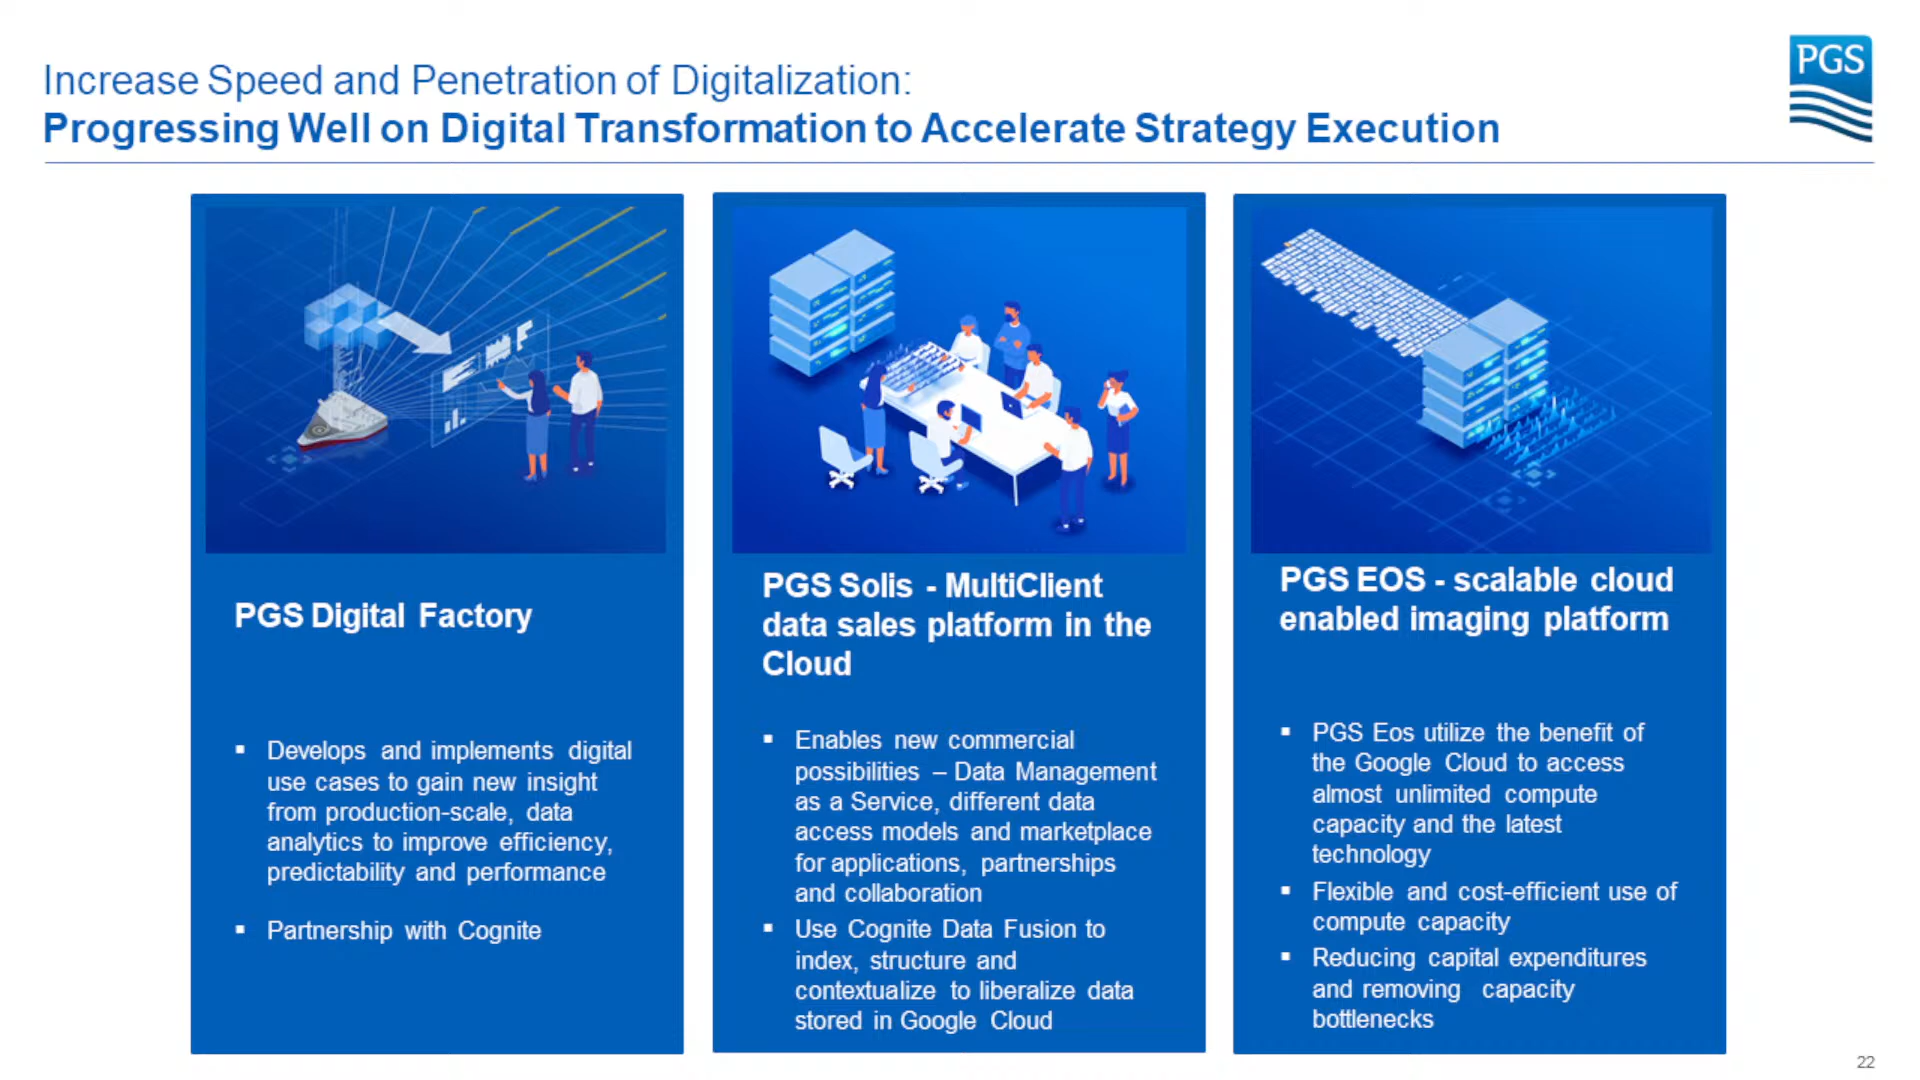 Increase Speed and Penetration of Digitalization:
Progressing Well on Digital Transformation to Accelerate Strategy Execution
PGS
PGS Digital Factory
Develops and implements digital
use cases to gain new insight
from production-scale, data
analytics to improve efficiency,
predictability and performance
Partnership with Cognite
PGS Solis - MultiClient
data sales platform in the
Cloud
Enables new commercial
possibilities – Data Management
as a Service, different data
access models and marketplace
for applications, partnerships
and collaboration
Use Cognite Data Fusion to
index, structure and
contextualize to liberalize data
stored in Google Cloud
PGS EOS - scalable cloud
enabled imaging platform
PGS Eos utilize the benefit of
the Google Cloud to access
almost unlimited compute
capacity and the latest
technology
Flexible and cost-efficient use of
compute capacity
Reducing capital expenditures
and removing capacity
bottlenecks
22